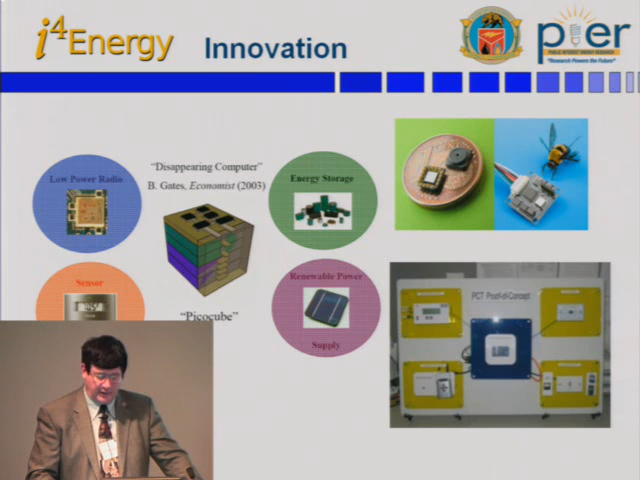 i4Energy
Innovation
pier
PUBLIC INTEREST ENERGY RESEARCH
"Research Powers the Future"
Low Power Radio
"Disappearing Computer"
B. Gates, Economist (2003)
Energy Storage
Sensor
Renewable Power
Supply
"Picocube"
PCT Proof-of-Concept